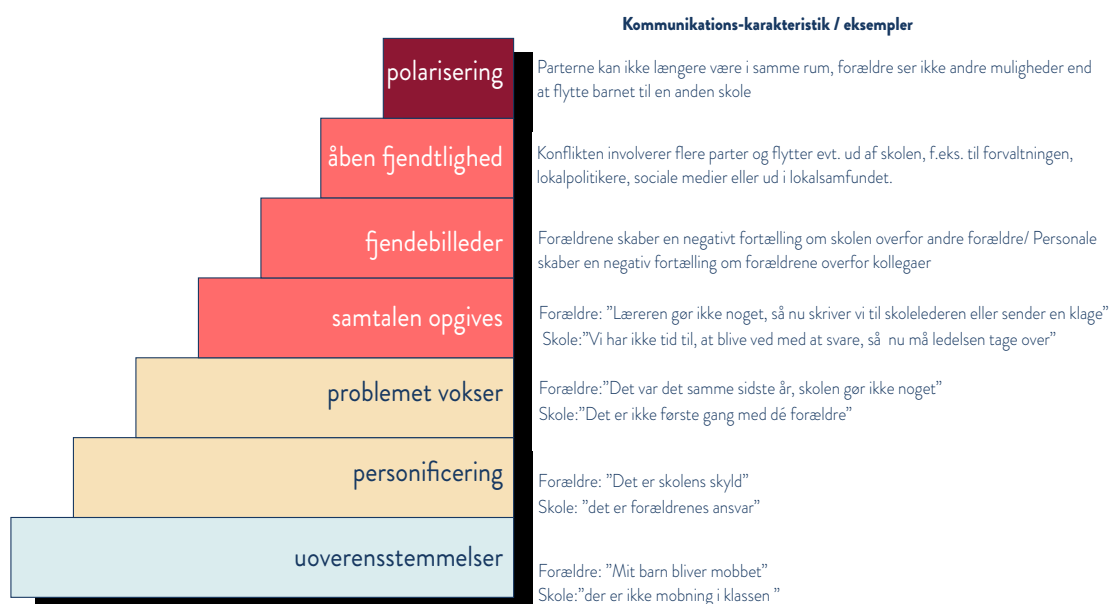 Kommunikations-karakteristik / eksempler
polarisering
Parterne kan ikke længere være i samme rum, forældre ser ikke andre muligheder end
at flytte barnet til en anden skole
åben fjendtlighed
Konflikten involverer flere parter og flytter evt. ud af skolen, f.eks. til forvaltningen,
lokalpolitikere, sociale medier eller ud i lokalsamfundet.
fjendebilleder
Forældrene skaber en negativt fortælling om skolen overfor andre forældre/ Personale
skaber en negativ fortælling om forældrene overfor kollegaer
samtalen opgives
Forældre: ”Læreren gør ikke noget, så nu skriver vi til skolelederen eller sender en klage”
Skole:”Vi har ikke tid til, at blive ved med at svare, så nu må ledelsen tage over”
problemet vokser
Forældre:”Det var det samme sidste år, skolen gør ikke noget”
Skole:”Det er ikke første gang med dé forældre”
personificering
Forældre: ”Det er skolens skyld”
Skole: ”det er forældrenes ansvar”
uoverensstemmelser
Forældre: ”Mit barn bliver mobbet”
Skole:”der er ikke mobning i klassen ”